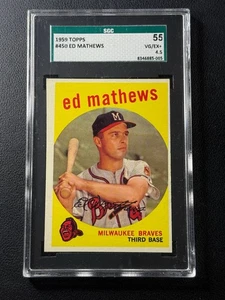 SGC
1959 TOPPS
#450 ED MATHEWS
55
VG/EX+
4.5
ed mathews
MILWAUKEE BRAVES
THIRD BASE